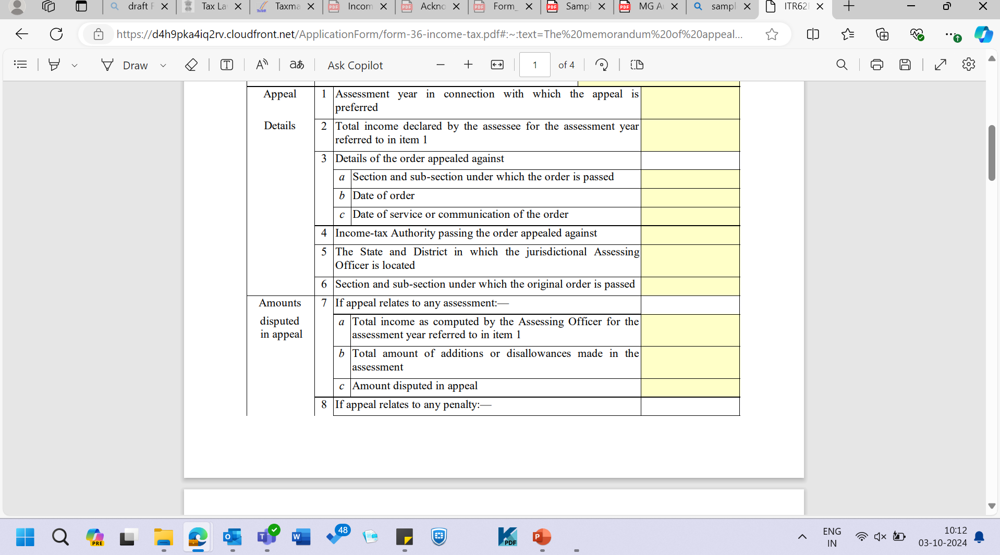 draft F
Tax La
Taxma
Incom
Ackno
Form_
Sampl
MG A
sampl
ITR62
https://d4h9pka4iq2rv.cloudfront.net/ApplicationForm/form-36-income-tax.pdf#:~:text=The%20memorandum%20of%20appeal...
Draw
Ask Copilot
1 of 4
Appeal 1 Assessment year in connection with which the appeal is
preferred
Details 2 Total income declared by the assessee for the assessment year
referred to in item 1
3 Details of the order appealed against
a Section and sub-section under which the order is passed
b Date of order
c Date of service or communication of the order
4 Income-tax Authority passing the order appealed against
5 The State and District in which the jurisdictional Assessing
Officer is located
6 Section and sub-section under which the original order is passed
Amounts 7 If appeal relates to any assessment:—
disputed a Total income as computed by the Assessing Officer for the
in appeal assessment year referred to in item 1
b Total amount of additions or disallowances made in the
assessment
c Amount disputed in appeal
8 If appeal relates to any penalty:—
48
PRE
PDF
ENG
IN
10:12
03-10-2024